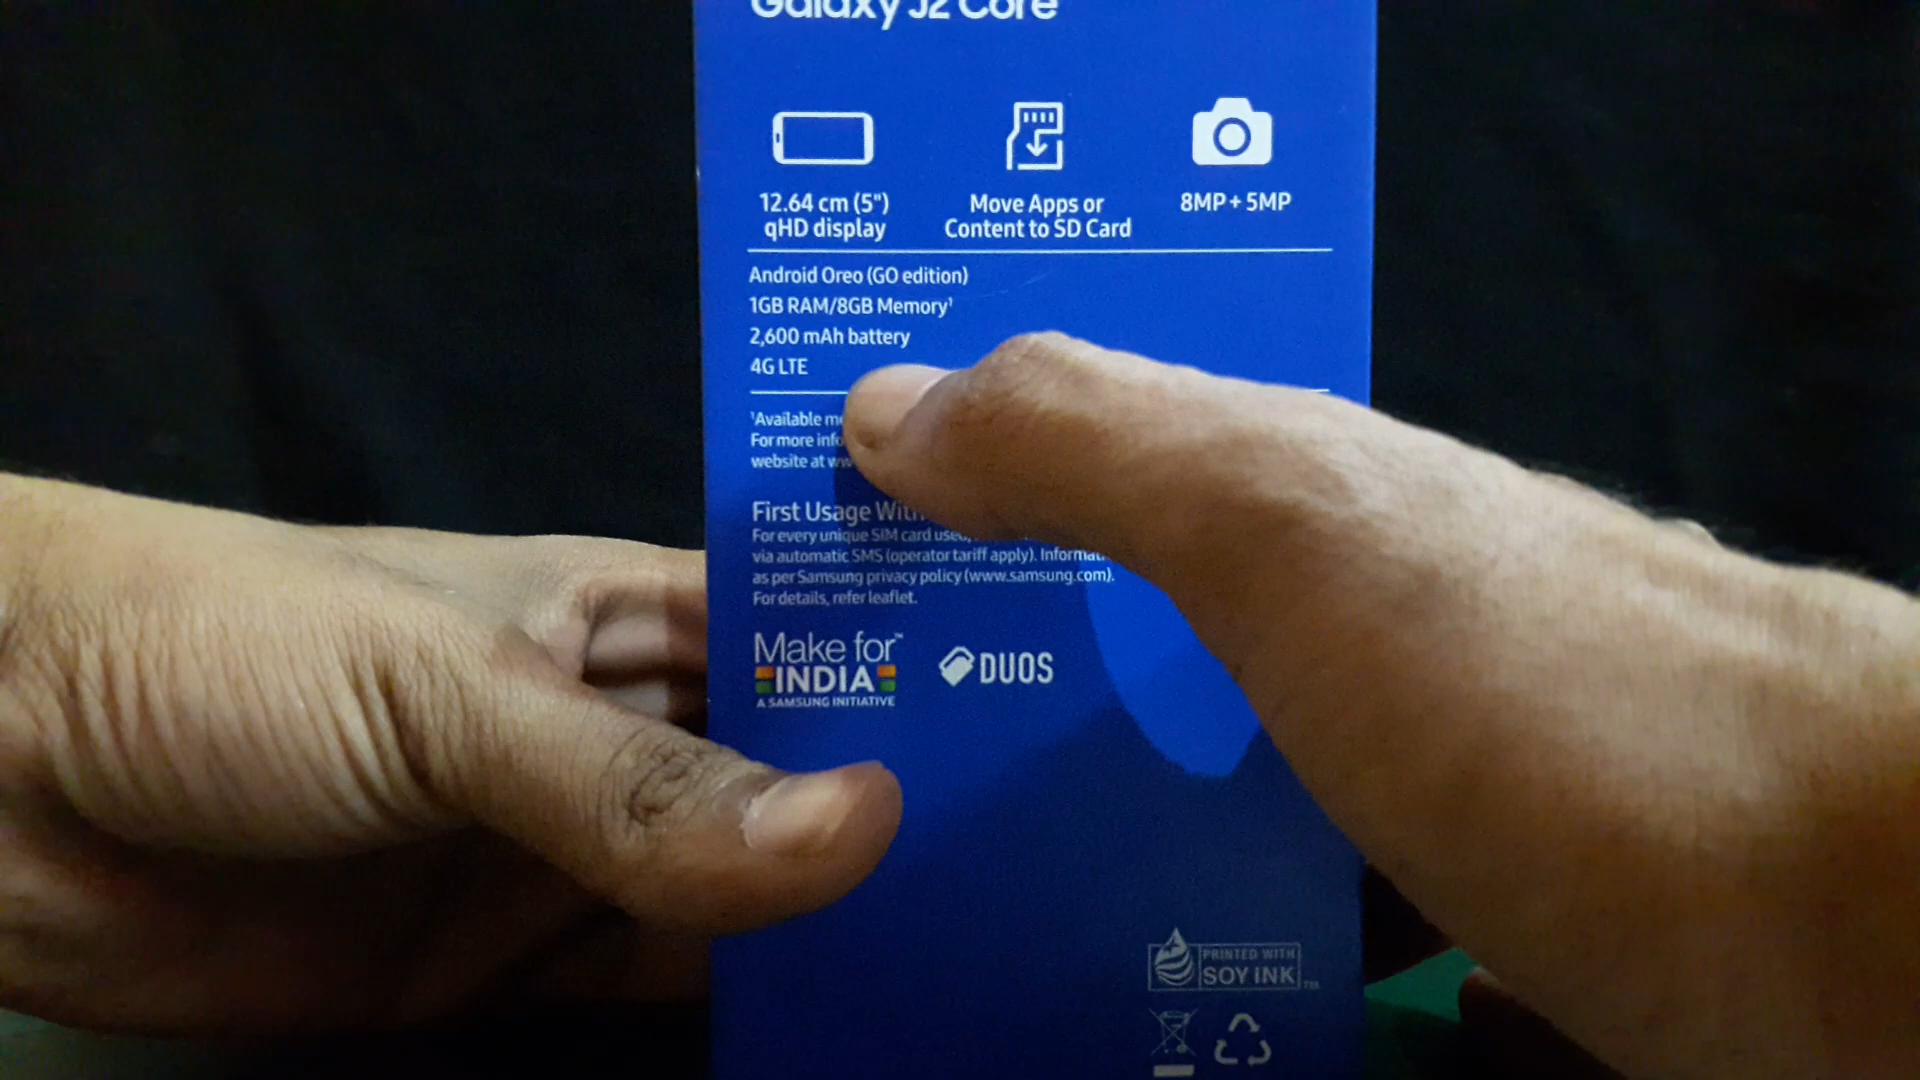 Galaxy J2 Core
12.64 cm (5")
qHD display
Move Apps or
Content to SD Card
8MP + 5MP
Android Oreo (GO edition)
1GB RAM/8GB Memory¹
2,600 mAh battery
4G LTE
¹Available
For more
website at
First Usage
For every unique SIM card
via automatic SMS (operator tariff apply).
as per Samsung privacy policy (www.samsung.com).
For details, refer leaflet.
Make for™
INDIA
A SAMSUNG INITIATIVE
DUOS
PRINTED WITH
SOY INK™